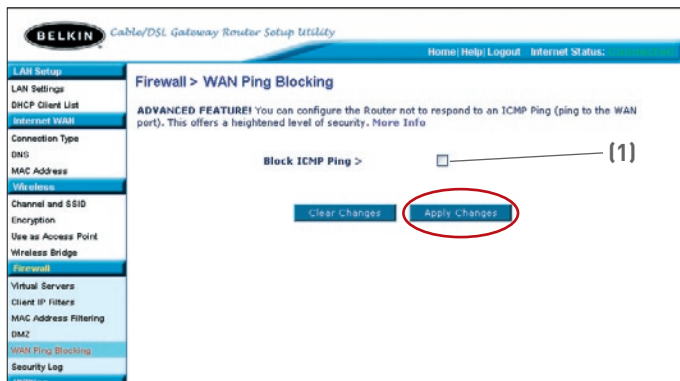 BELKIN
Cable/DSL Gateway Router Setup Utility
Home|Help|Logout Internet Status:
LAN Setup
LAN Settings
DHCP Client List
Internet WAN
Connection Type
DNS
MAC Address
Wireless
Channel and SSID
Encryption
Use as Access Point
Wireless Bridge
Firewall
Virtual Servers
Client IP Filters
MAC Address Filtering
DMZ
WAN Ping Blocking
Security Log
Firewall > WAN Ping Blocking
ADVANCED FEATURE! You can configure the Router not to respond to an ICMP Ping (ping to the WAN
port). This offers a heightened level of security. More Info
Block ICMP Ping >
(1)
Clear Changes
Apply Changes